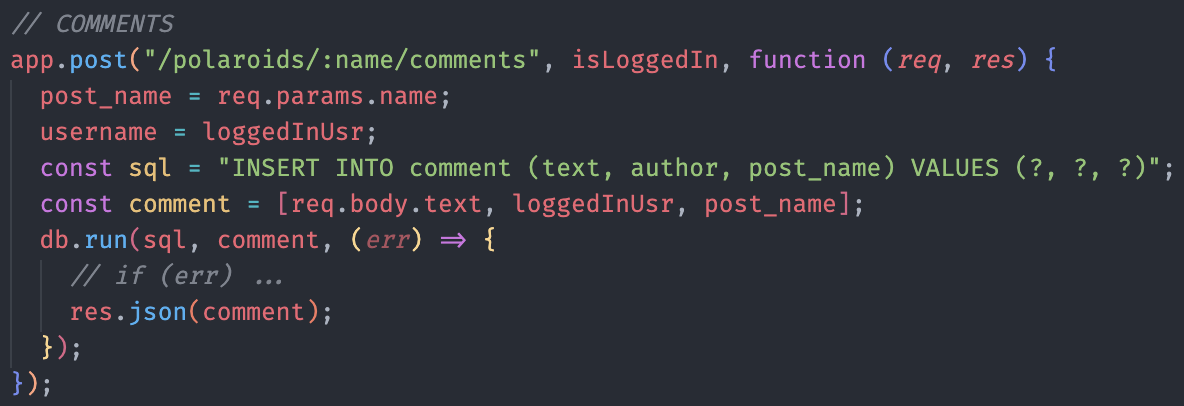 // COMMENTS
app.post("/polaroids/:name/comments", isLoggedIn, function (req, res) {
post_name = req.params.name;
username = loggedInUsr;
const sql = "INSERT INTO comment (text, author, post_name) VALUES (?, ?, ?)";
const comment = [req.body.text, loggedInUsr, post_name];
db.run(sql, comment, (err) => {
// if (err) ...
res.json(comment);
});
});